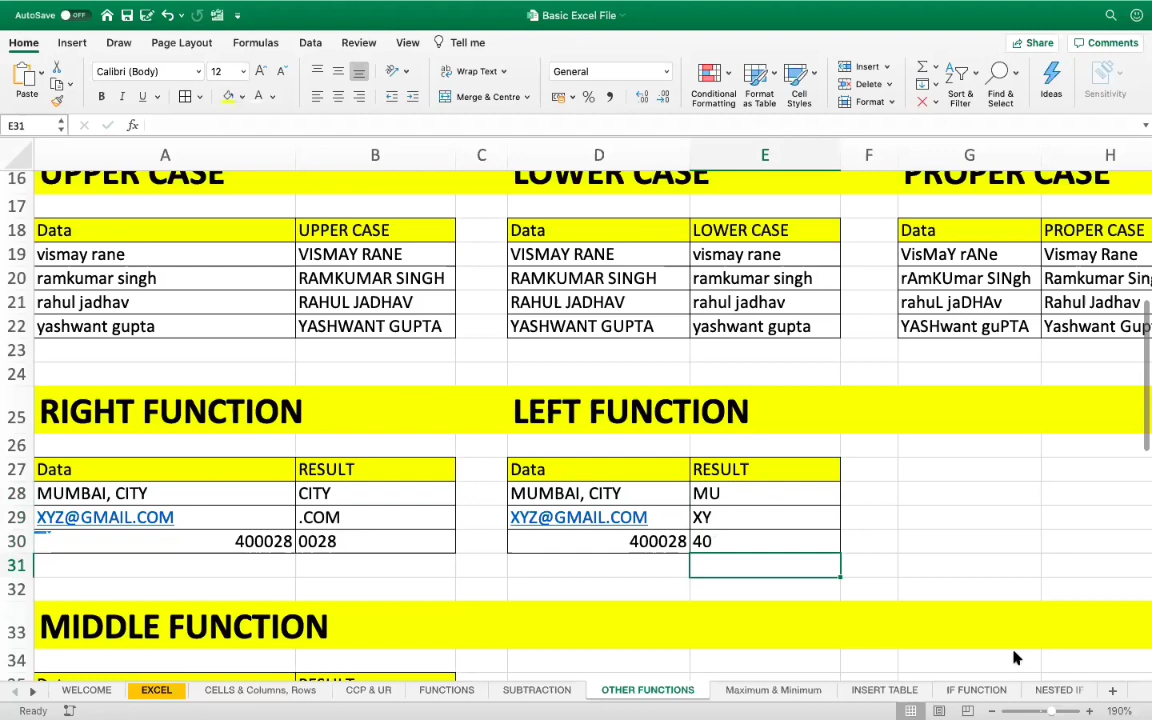 AutoSave OFF Basic Excel File
Home Insert Draw Page Layout Formulas Data Review View Tell me Share Comments
Calibri (Body) 12 A A Wrap Text General Insert
Paste B I U A Merge & Centre % Conditional Formatting Format as Table Cell Styles Delete Format Sort & Filter Find & Select Ideas Sensitivity
E31 fx
A B C D E F G H
16 UPPER CASE LOWER CASE PROPER CASE
17
18 Data UPPER CASE Data LOWER CASE Data PROPER CASE
19 vismay rane VISMAY RANE VISMAY RANE vismay rane VisMaY rANe Vismay Rane
20 ramkumar singh RAMKUMAR SINGH RAMKUMAR SINGH ramkumar singh rAmKUmar SINgh Ramkumar Sin
21 rahul jadhav RAHUL JADHAV RAHUL JADHAV rahul jadhav rahuL jaDHAv Rahul Jadhav
22 yashwant gupta YASHWANT GUPTA YASHWANT GUPTA yashwant gupta YASHwant guPTA Yashwant Gup
23
24
25 RIGHT FUNCTION LEFT FUNCTION
26
27 Data RESULT Data RESULT
28 MUMBAI, CITY CITY MUMBAI, CITY MU
29 XYZ@GMAIL.COM .COM XYZ@GMAIL.COM XY
30 400028 0028 400028 40
31
32
33 MIDDLE FUNCTION
34
WELCOME EXCEL CELLS & Columns, Rows CCP & UR FUNCTIONS SUBTRACTION OTHER FUNCTIONS Maximum & Minimum INSERT TABLE IF FUNCTION NESTED IF
Ready 190%